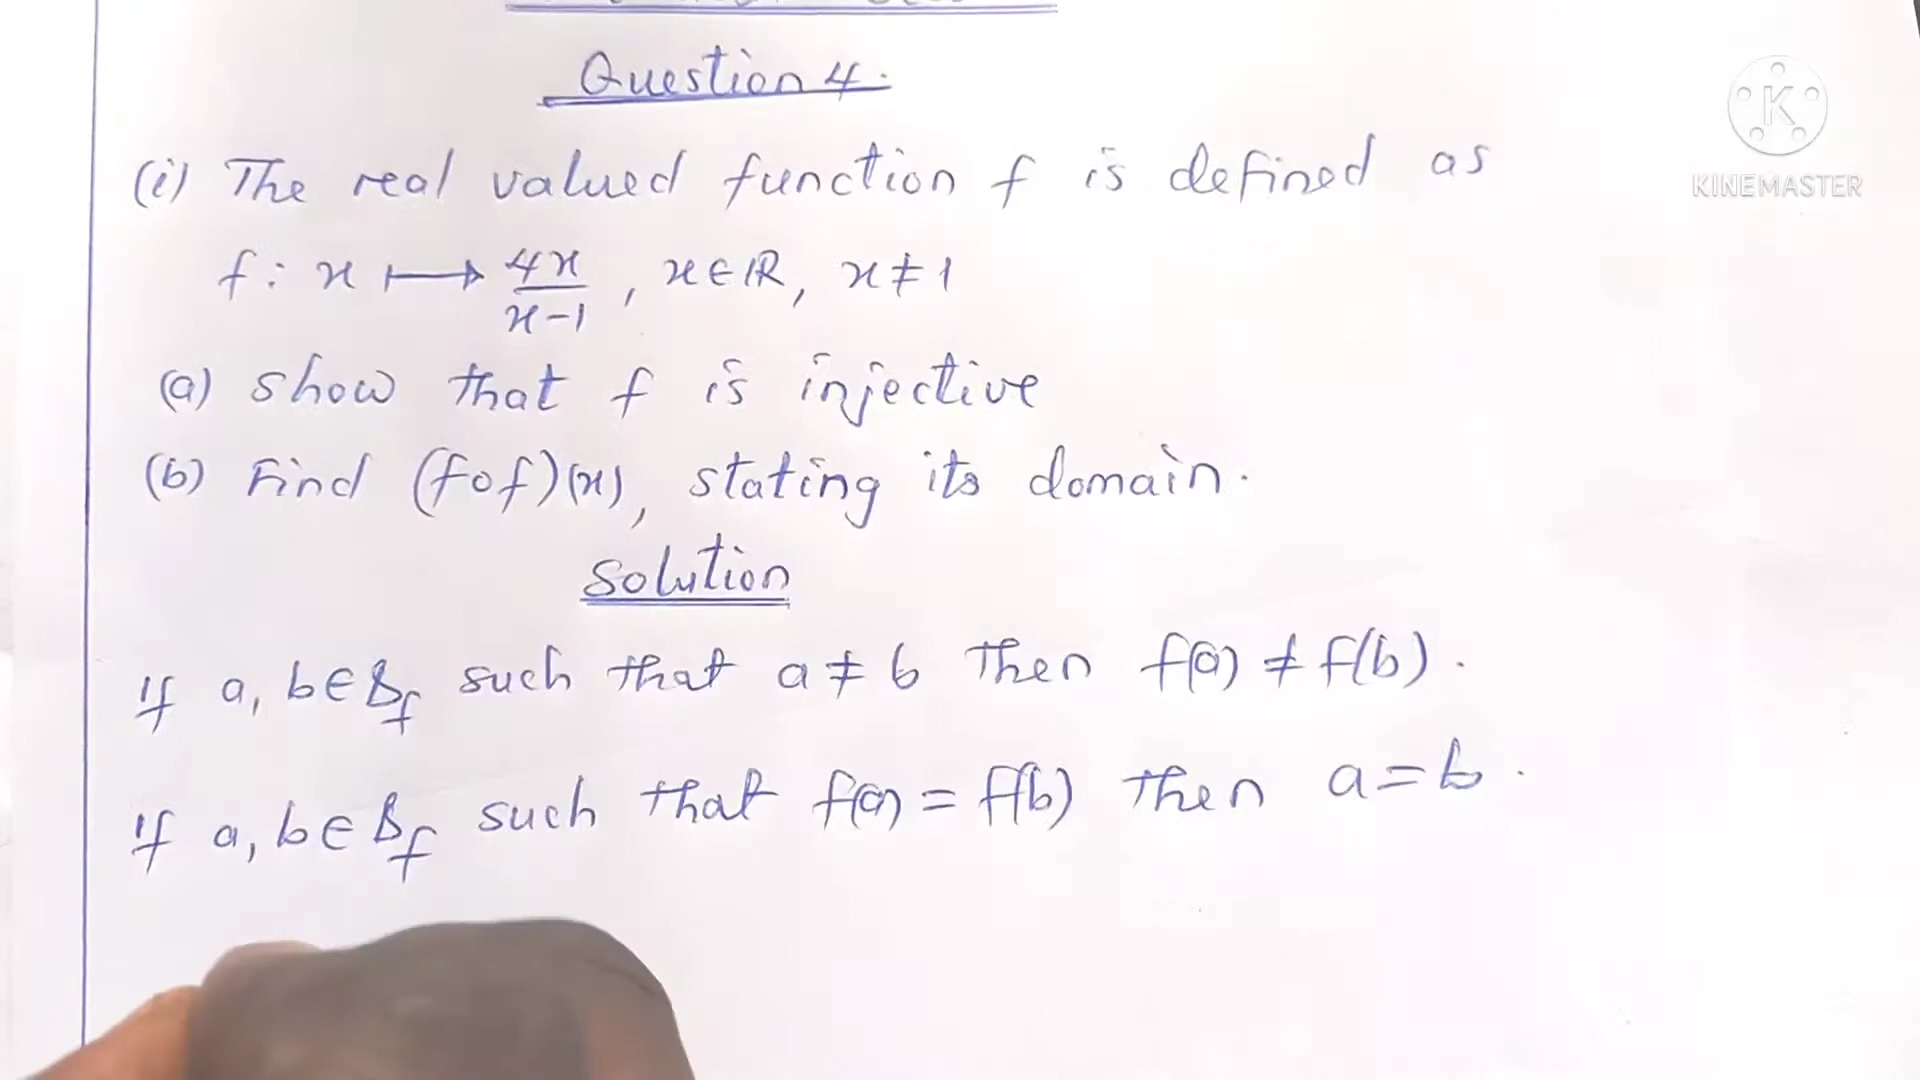 Question 4.
(i) The real valued function f is defined as
f: x ↦ 4x/(x-1), x∈ℝ, x≠1
(a) show that f is injective
(b) Find (fof)(x), stating its domain.
Solution
If a, b∈D_f such that a≠b then f(a)≠f(b).
If a, b∈D_f such that f(a)=f(b) then a=b.
K
KINEMASTER